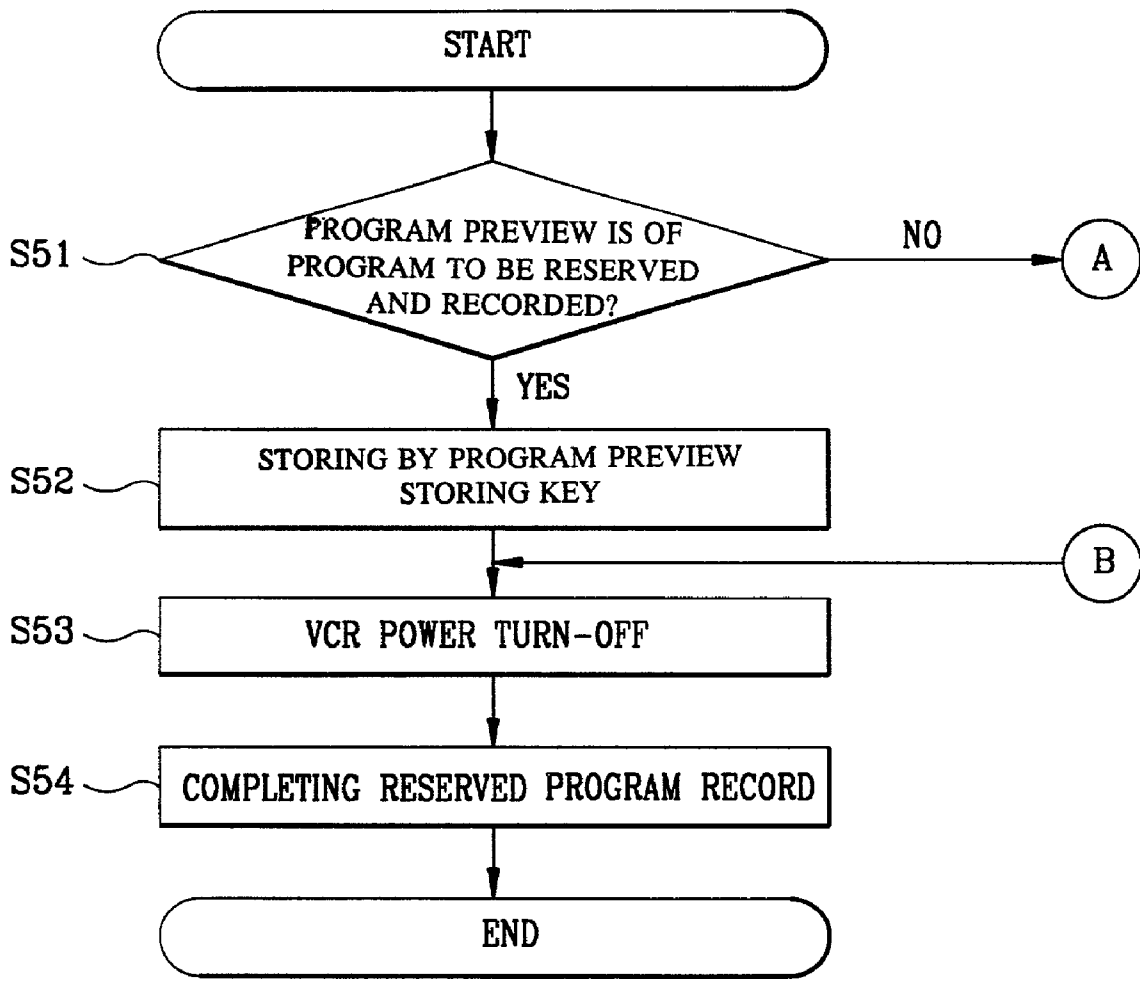 START
PROGRAM PREVIEW IS OF
PROGRAM TO BE RESERVED
AND RECORDED?
S51
NO
A
YES
STORING BY PROGRAM PREVIEW
STORING KEY
S52
B
S53
VCR POWER TURN-OFF
S54
COMPLETING RESERVED PROGRAM RECORD
END